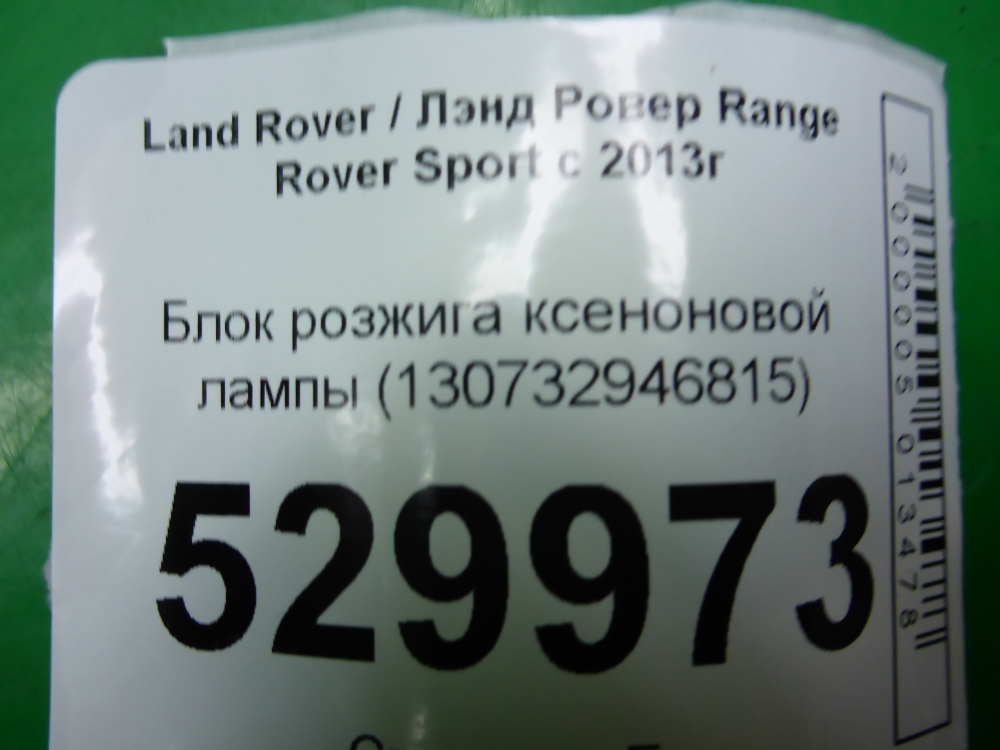 Land Rover / Лэнд Ровер Range
Rover Sport с 2013г
Блок розжига ксеноновой
лампы (130732946815)
529973
2000005013478